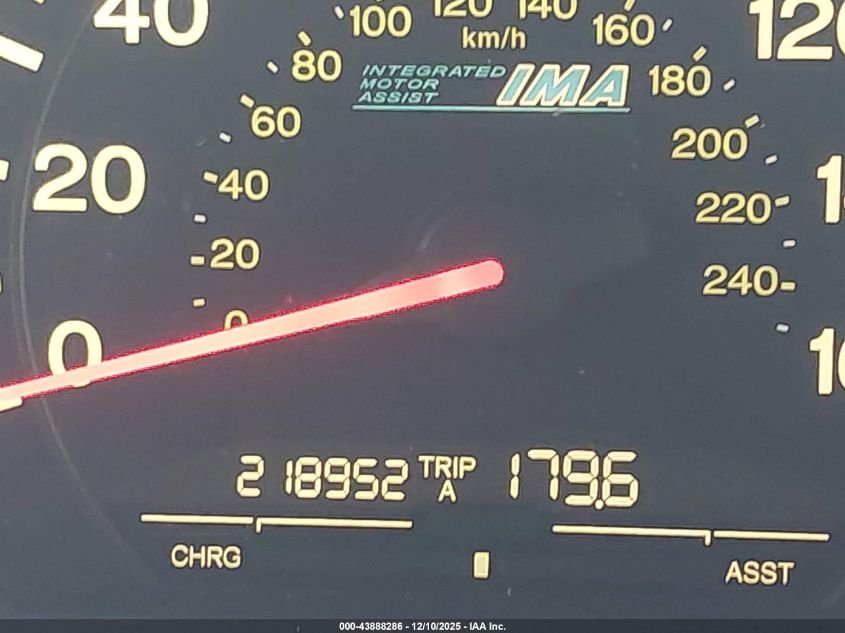 40
100
120
140
160
120
km/h
80
INTEGRATED
MOTOR
ASSIST
IMA
180
60
200
20
40
220
20
240
0
0
218952 TRIP A 179.6
CHRG
ASST
000-43888286 - 12/10/2025 - IAA Inc.